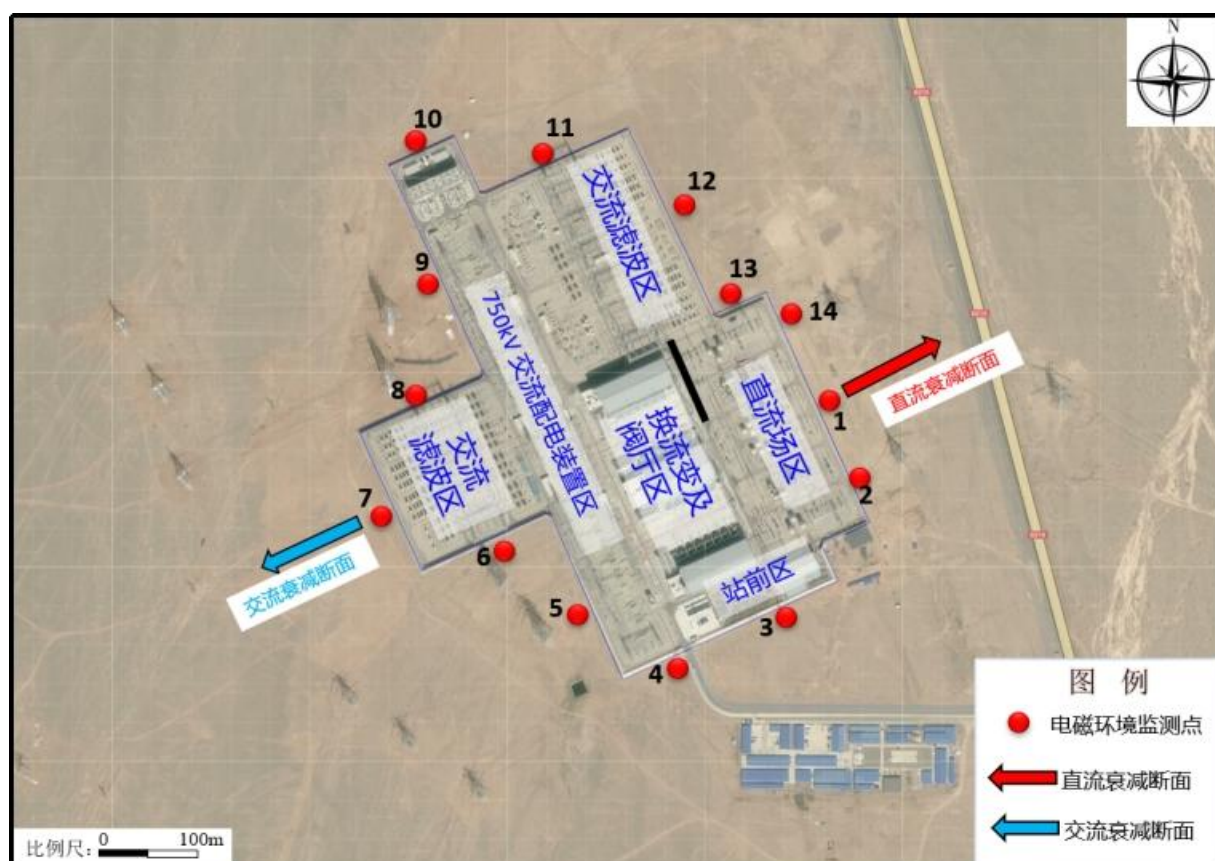 N
10
11
12
13
14
9
8
7
6
5
4
3
2
1
交流滤波区
750kV 交流配电装置区
换流变及
阀厅区
直流场区
交流
滤波区
站前区
直流衰减断面
交流衰减断面
图 例
电磁环境监测点
直流衰减断面
交流衰减断面
比例尺:
0
100m